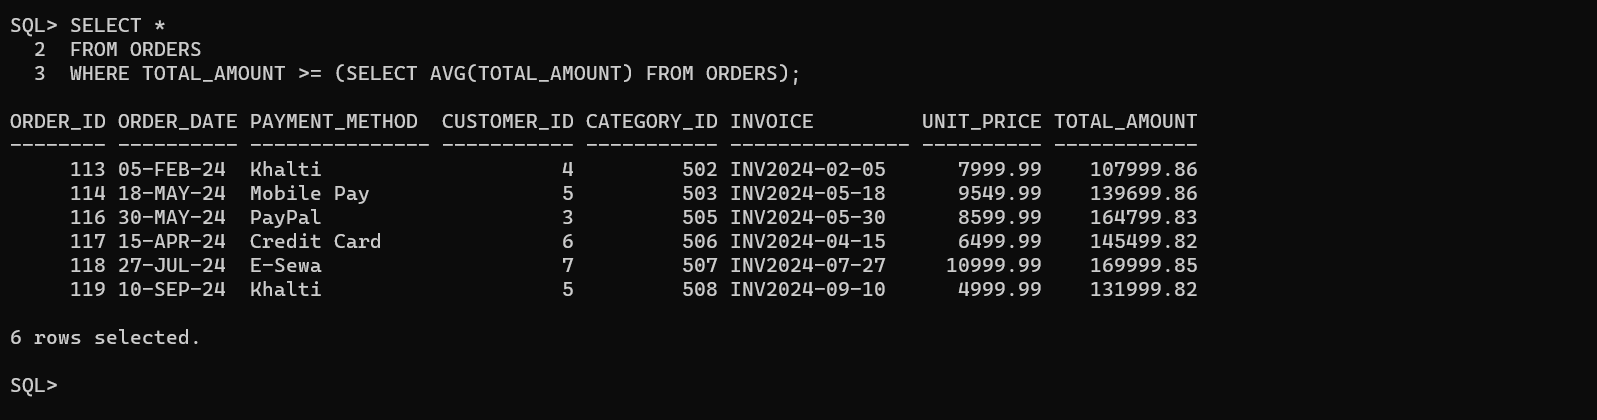 SQL> SELECT *
  2  FROM ORDERS
  3  WHERE TOTAL_AMOUNT >= (SELECT AVG(TOTAL_AMOUNT) FROM ORDERS);

ORDER_ID ORDER_DATE PAYMENT_METHOD  CUSTOMER_ID CATEGORY_ID INVOICE         UNIT_PRICE TOTAL_AMOUNT
-------- ---------- --------------- ----------- ----------- --------------- ---------- ------------
     113 05-FEB-24  Khalti                    4         502 INV2024-02-05      7999.99    107999.86
     114 18-MAY-24  Mobile Pay                5         503 INV2024-05-18      9549.99    139699.86
     116 30-MAY-24  PayPal                    3         505 INV2024-05-30      8599.99    164799.83
     117 15-APR-24  Credit Card               6         506 INV2024-04-15      6499.99    145499.82
     118 27-JUL-24  E-Sewa                    7         507 INV2024-07-27     10999.99    169999.85
     119 10-SEP-24  Khalti                    5         508 INV2024-09-10      4999.99    131999.82

6 rows selected.

SQL>